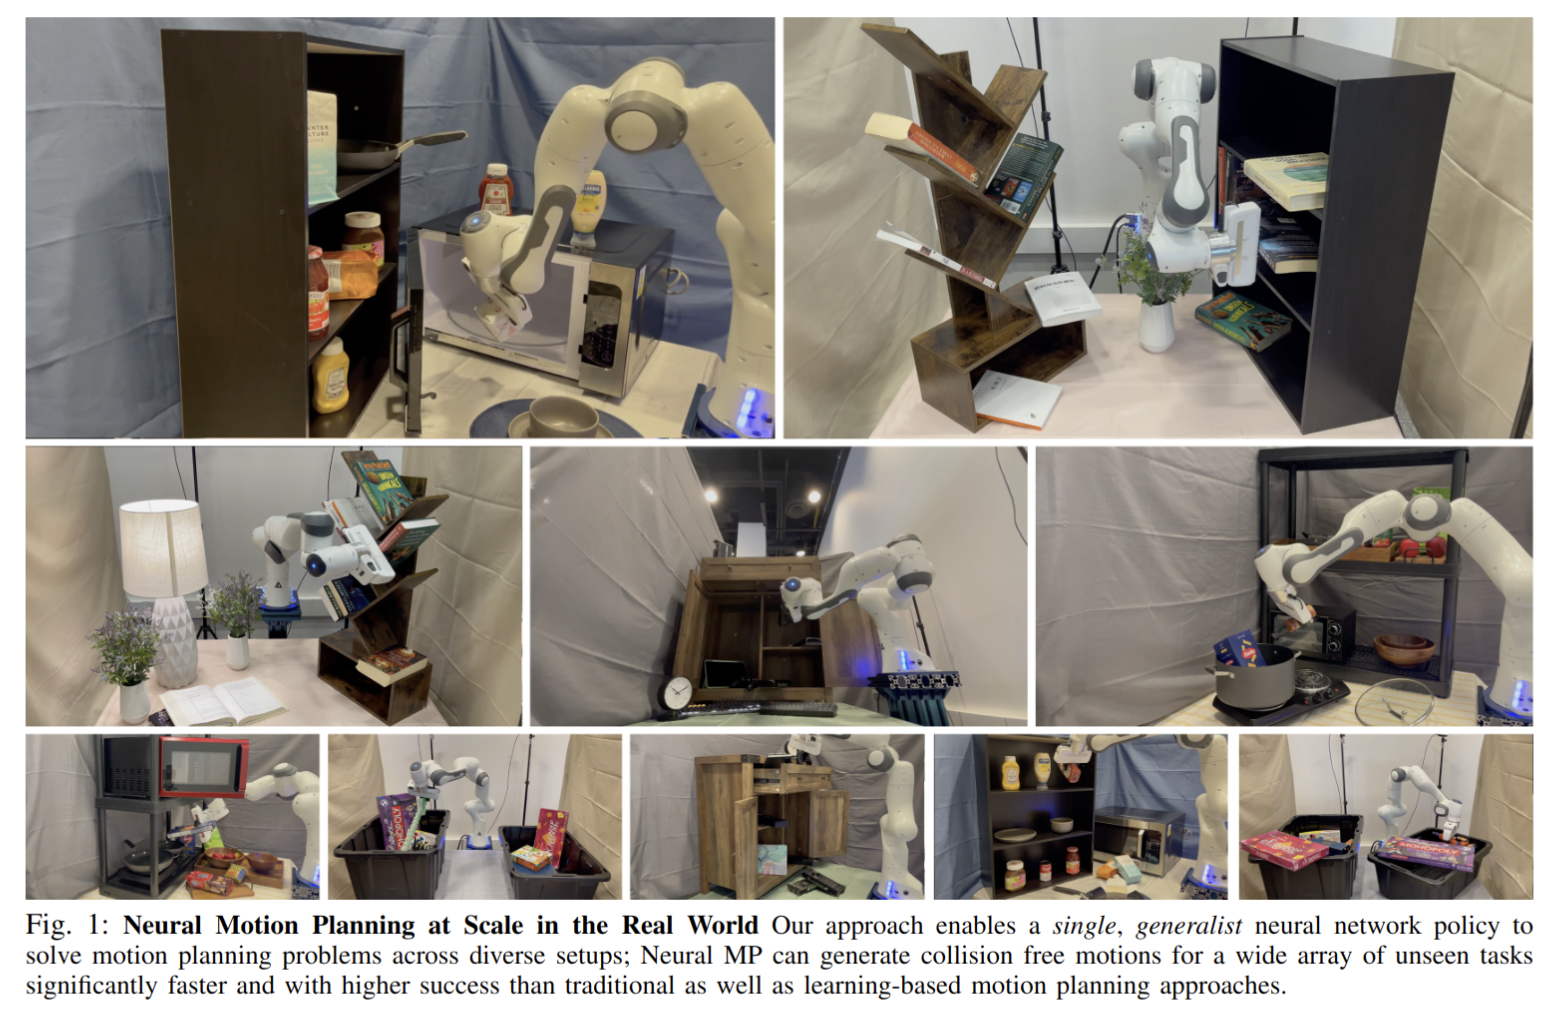 MONOPOLY
MONOPOLY
Fig. 1: Neural Motion Planning at Scale in the Real World Our approach enables a single, generalist neural network policy to
solve motion planning problems across diverse setups; Neural MP can generate collision free motions for a wide array of unseen tasks
significantly faster and with higher success than traditional as well as learning-based motion planning approaches.